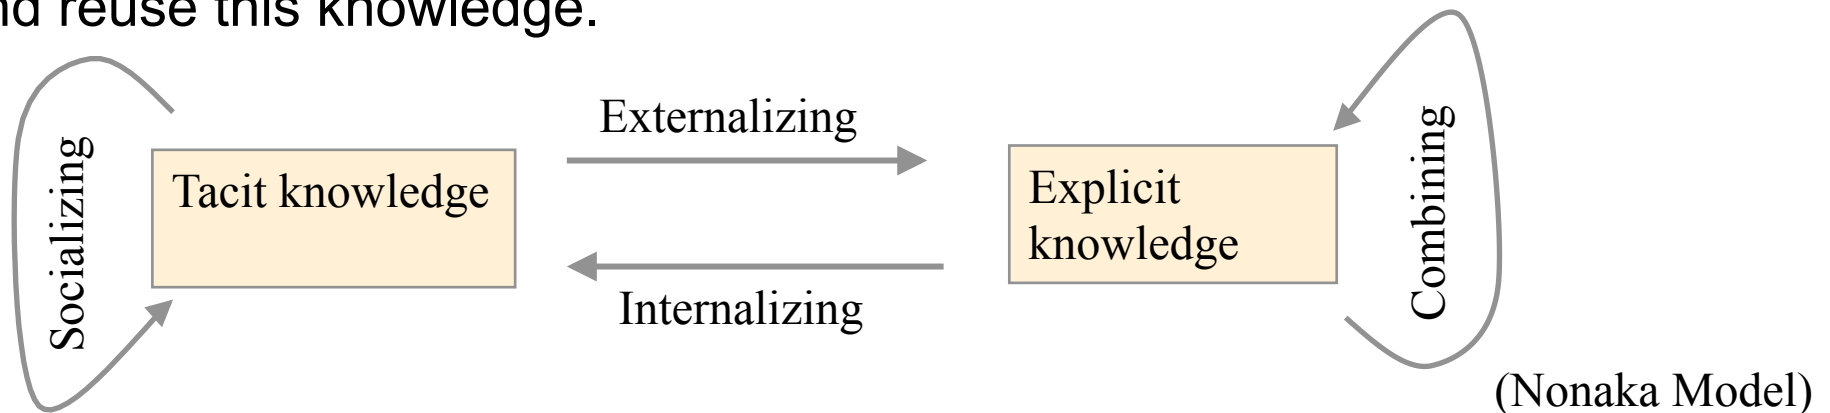 nd reuse this knowledge.
Socializing
Tacit knowledge
Externalizing
Internalizing
Explicit
knowledge
Combining
(Nonaka Model)